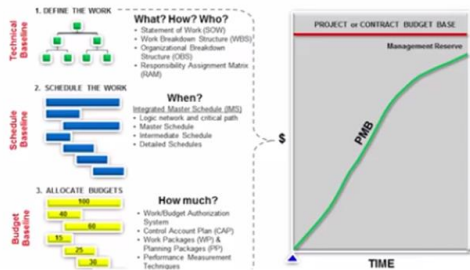 1. DEFINE THE WORK
What? How? Who?
• Statement of Work (SOW)
• Work Breakdown Structure (WBS)
• Organizational Breakdown
Structure (OBS)
• Responsibility Assignment Matrix
(RAM)
Technical
Baseline
2. SCHEDULE THE WORK
When?
Integrated Master Schedule (IMS)
• Logic network and critical path
• Master Schedule
• Intermediate Schedule
• Detailed Schedules
Schedule
Baseline
3. ALLOCATE BUDGETS
How much?
100
40
60
15
25
30
• Work/Budget Authorization
System
• Control Account Plan (CAP)
• Work Packages (WP) &
Planning Packages (PP)
• Performance Measurement
Techniques
Budget
Baseline
$
PROJECT or CONTRACT BUDGET BASE
Management Reserve
PMB
TIME